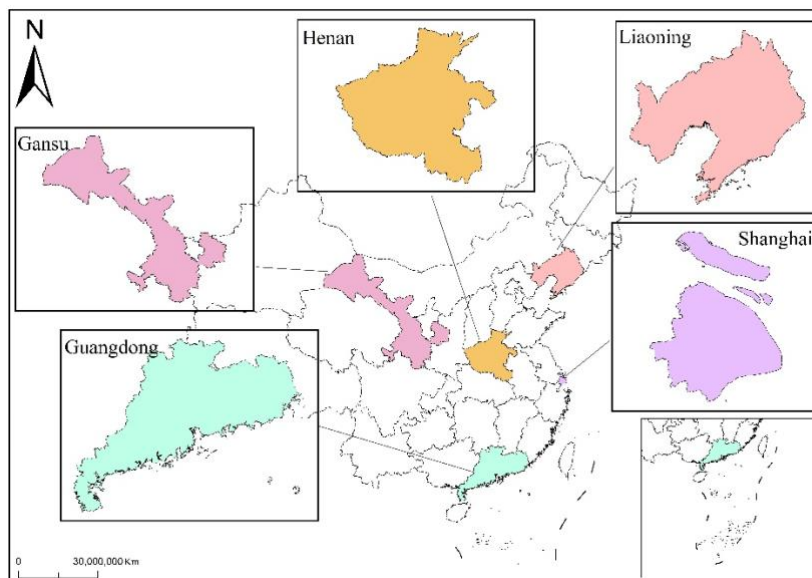 N
Henan
Liaoning
Gansu
Shanghai
Guangdong
0 30,000,000 Km